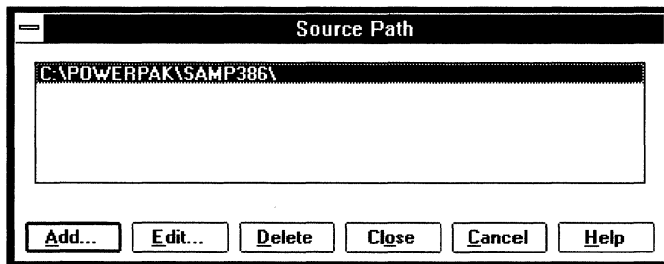 Source Path
C:\POWERPAK\SAMP386\
Add... Edit... Delete Close Cancel Help